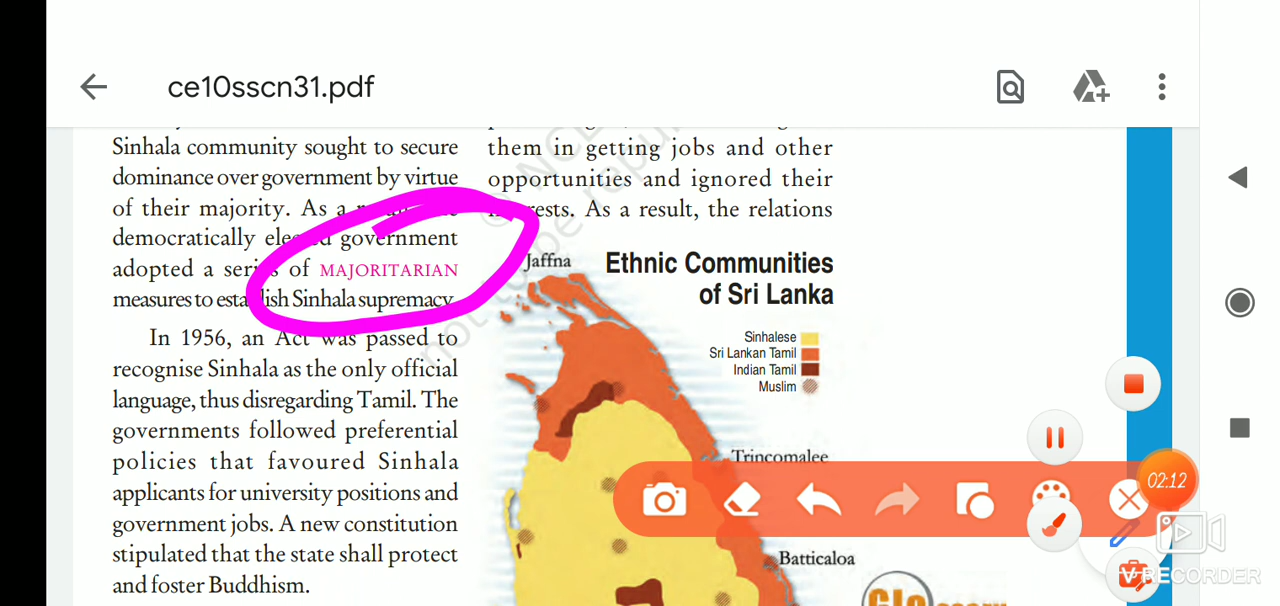 ce10sscn31.pdf
Sinhala community sought to secure
dominance over government by virtue
of their majority. As a
democratically elected government
adopted a series of MAJORITARIAN
measures to establish Sinhala supremacy.
In 1956, an Act was passed to
recognise Sinhala as the only official
language, thus disregarding Tamil. The
governments followed preferential
policies that favoured Sinhala
applicants for university positions and
government jobs. A new constitution
stipulated that the state shall protect
and foster Buddhism.
them in getting jobs and other
opportunities and ignored their
interests. As a result, the relations
Ethnic Communities
of Sri Lanka
Sinhalese
Sri Lankan Tamil
Indian Tamil
Muslim
Jaffna
Trincomalee
Batticaloa
02:12
VRECORDER